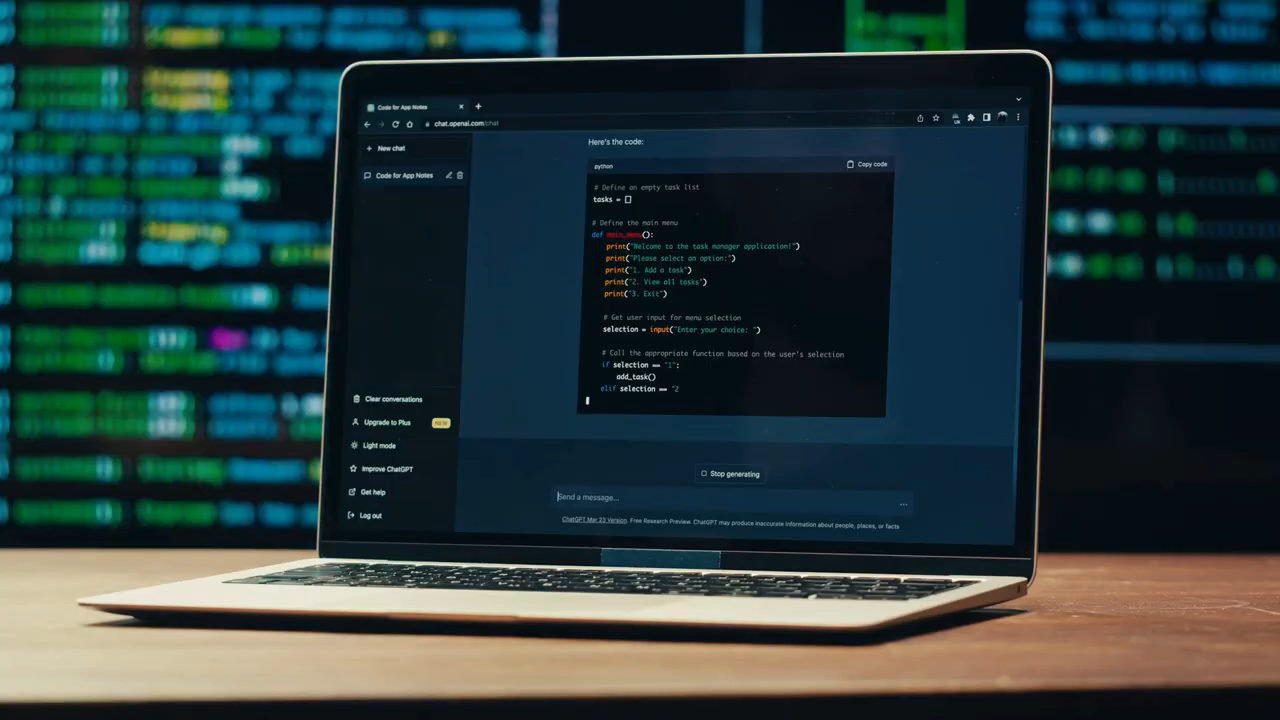 Code for App Notes
chat.openai.com/chat
UK
New chat
Code for App Notes
Clear conversations
Upgrade to Plus
NEW
Light mode
Improve ChatGPT
Get help
Log out
Here's the code:
python
Copy code
# Define an empty task list
tasks = []
# Define the main menu
def main_menu():
print("Welcome to the task manager application!")
print("Please select an option:")
print("1. Add a task")
print("2. View all tasks")
print("3. Exit")
# Get user input for menu selection
selection = input("Enter your choice: ")
# Call the appropriate function based on the user's selection
if selection == "1":
add_task()
elif selection == "2
Stop generating
Send a message...
ChatGPT Mar 23 Version. Free Research Preview. ChatGPT may produce inaccurate information about people, places, or facts